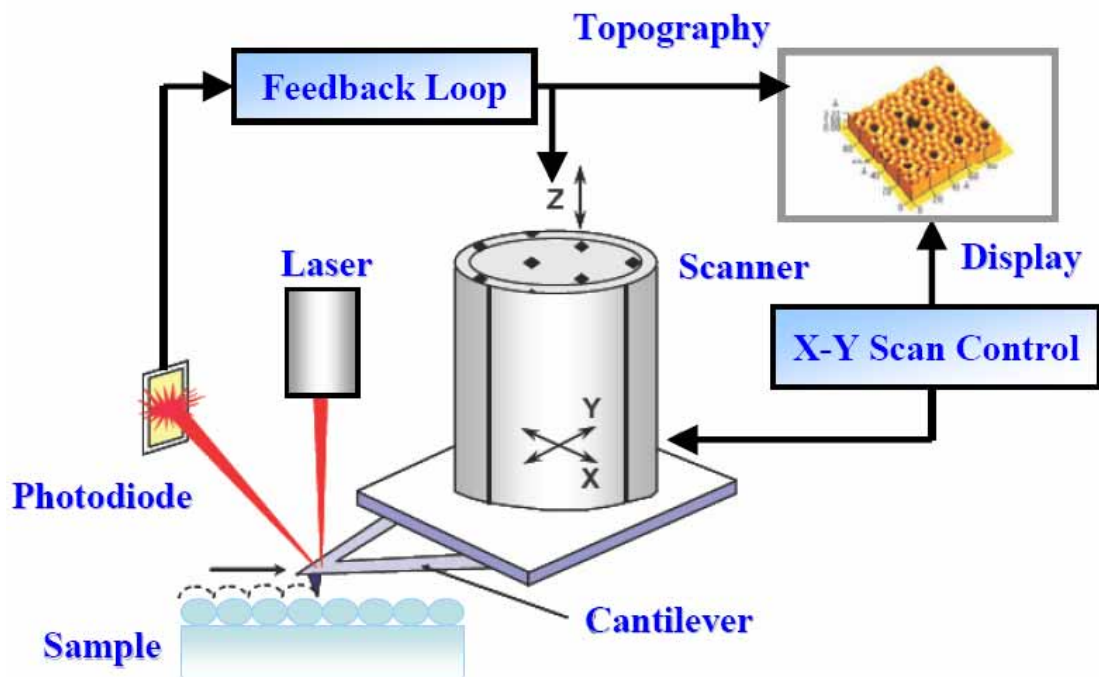 Topography
Feedback Loop
Z
Laser
Scanner
Display
X-Y Scan Control
Y
X
Photodiode
Cantilever
Sample